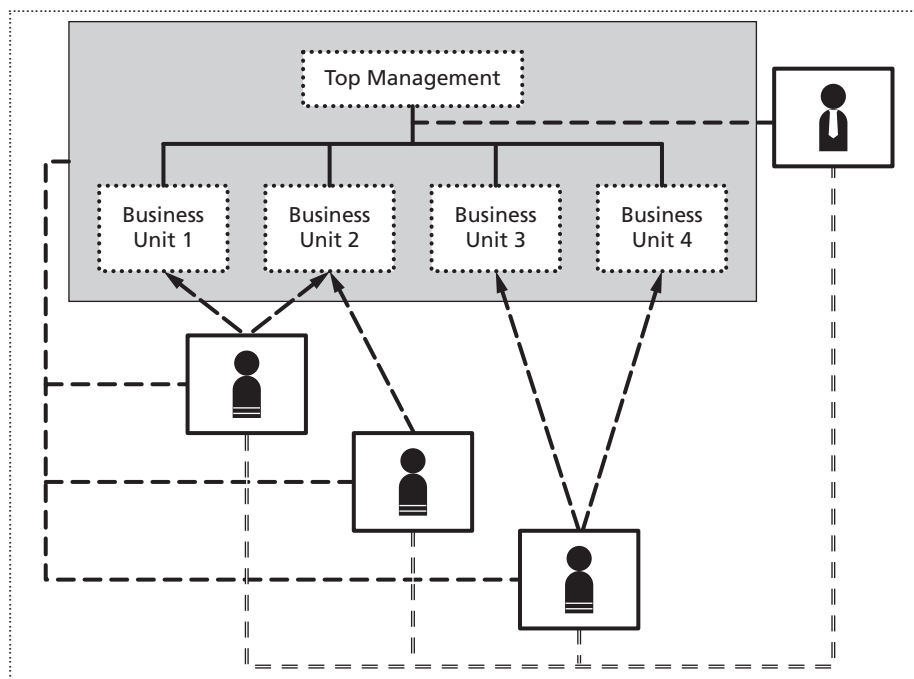 Top Management
Business
Unit 1
Business
Unit 2
Business
Unit 3
Business
Unit 4